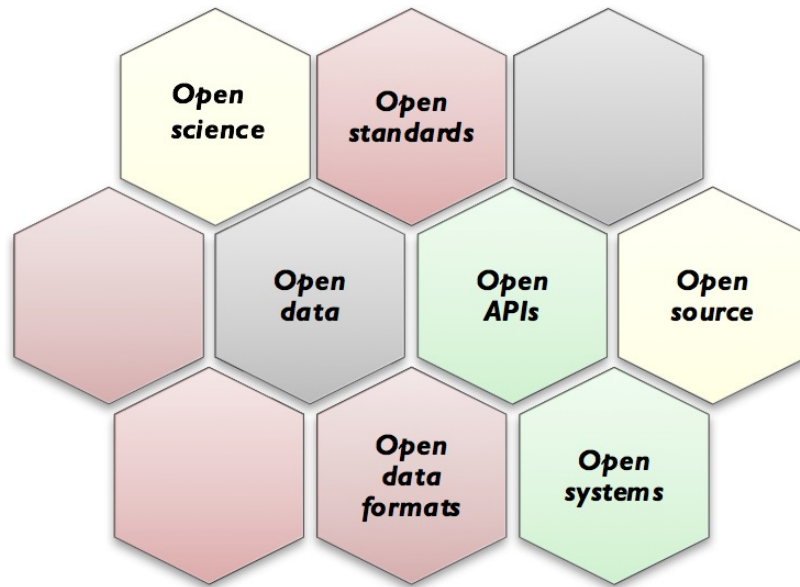 Open
science
Open
standards
Open
data
Open
APIs
Open
source
Open
data
formats
Open
systems